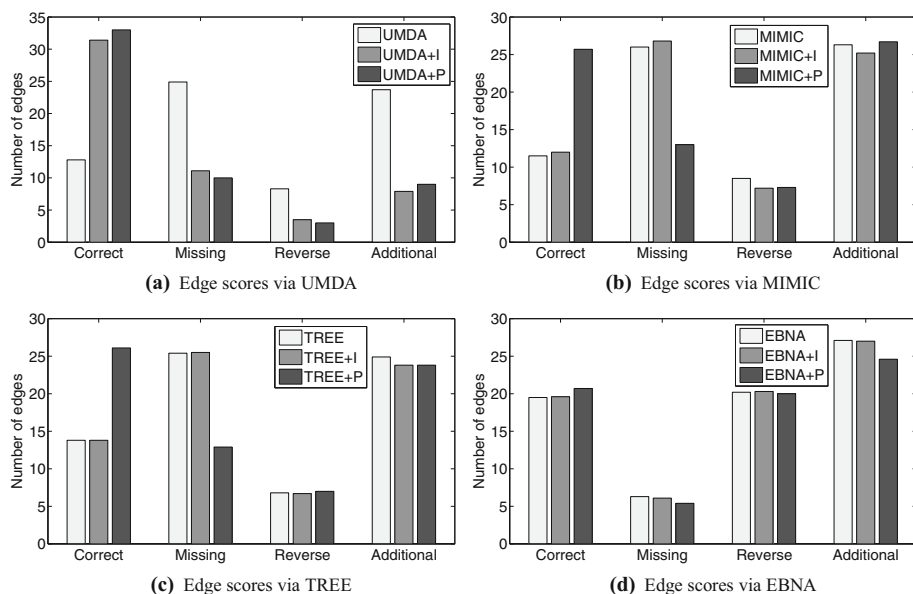 35
30
25
20
15
10
5
0
Number of edges
Correct Missing Reverse Additional
UMDA
UMDA+I
UMDA+P
(a) Edge scores via UMDA
30
25
20
15
10
5
0
Number of edges
Correct Missing Reverse Additional
MIMIC
MIMIC+I
MIMIC+P
(b) Edge scores via MIMIC
30
25
20
15
10
5
0
Number of edges
Correct Missing Reverse Additional
TREE
TREE+I
TREE+P
(c) Edge scores via TREE
30
25
20
15
10
5
0
Number of edges
Correct Missing Reverse Additional
EBNA
EBNA+I
EBNA+P
(d) Edge scores via EBNA